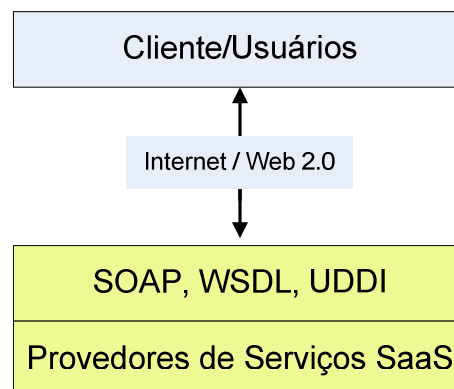 Cliente/Usuários
Internet / Web 2.0
SOAP, WSDL, UDDI
Provedores de Serviços SaaS